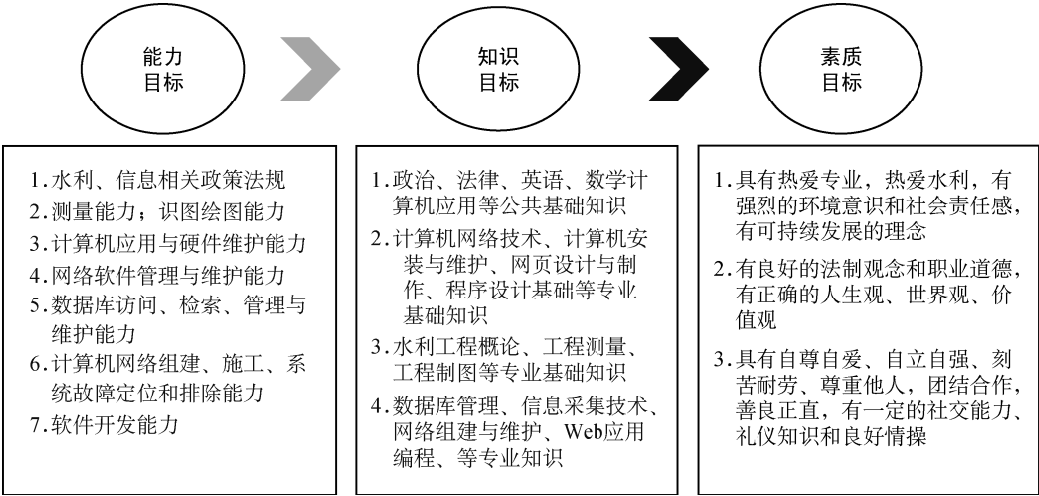 能力
目标
知识
目标
素质
目标
1.水利、信息相关政策法规
2.测量能力；识图绘图能力
3.计算机应用与硬件维护能力
4.网络软件管理与维护能力
5.数据库访问、检索、管理与
维护能力
6.计算机网络组建、施工、系
统故障定位和排除能力
7.软件开发能力
1.政治、法律、英语、数学计
算机应用等公共基础知识
2.计算机网络技术、计算机安
装与维护、网页设计与制
作、程序设计基础等专业
基础知识
3.水利工程概论、工程测量、
工程制图等专业基础知识
4.数据库管理、信息采集技术、
网络组建与维护、Web应用
编程、等专业知识
1.具有热爱专业，热爱水利，有
强烈的环境意识和社会责任感，
有可持续发展的理念
2.有良好的法制观念和职业道德，
有正确的人生观、世界观、价
值观
3.具有自尊自爱、自立自强、刻
苦耐劳、尊重他人，团结合作，
善良正直，有一定的社交能力、
礼仪知识和良好情操